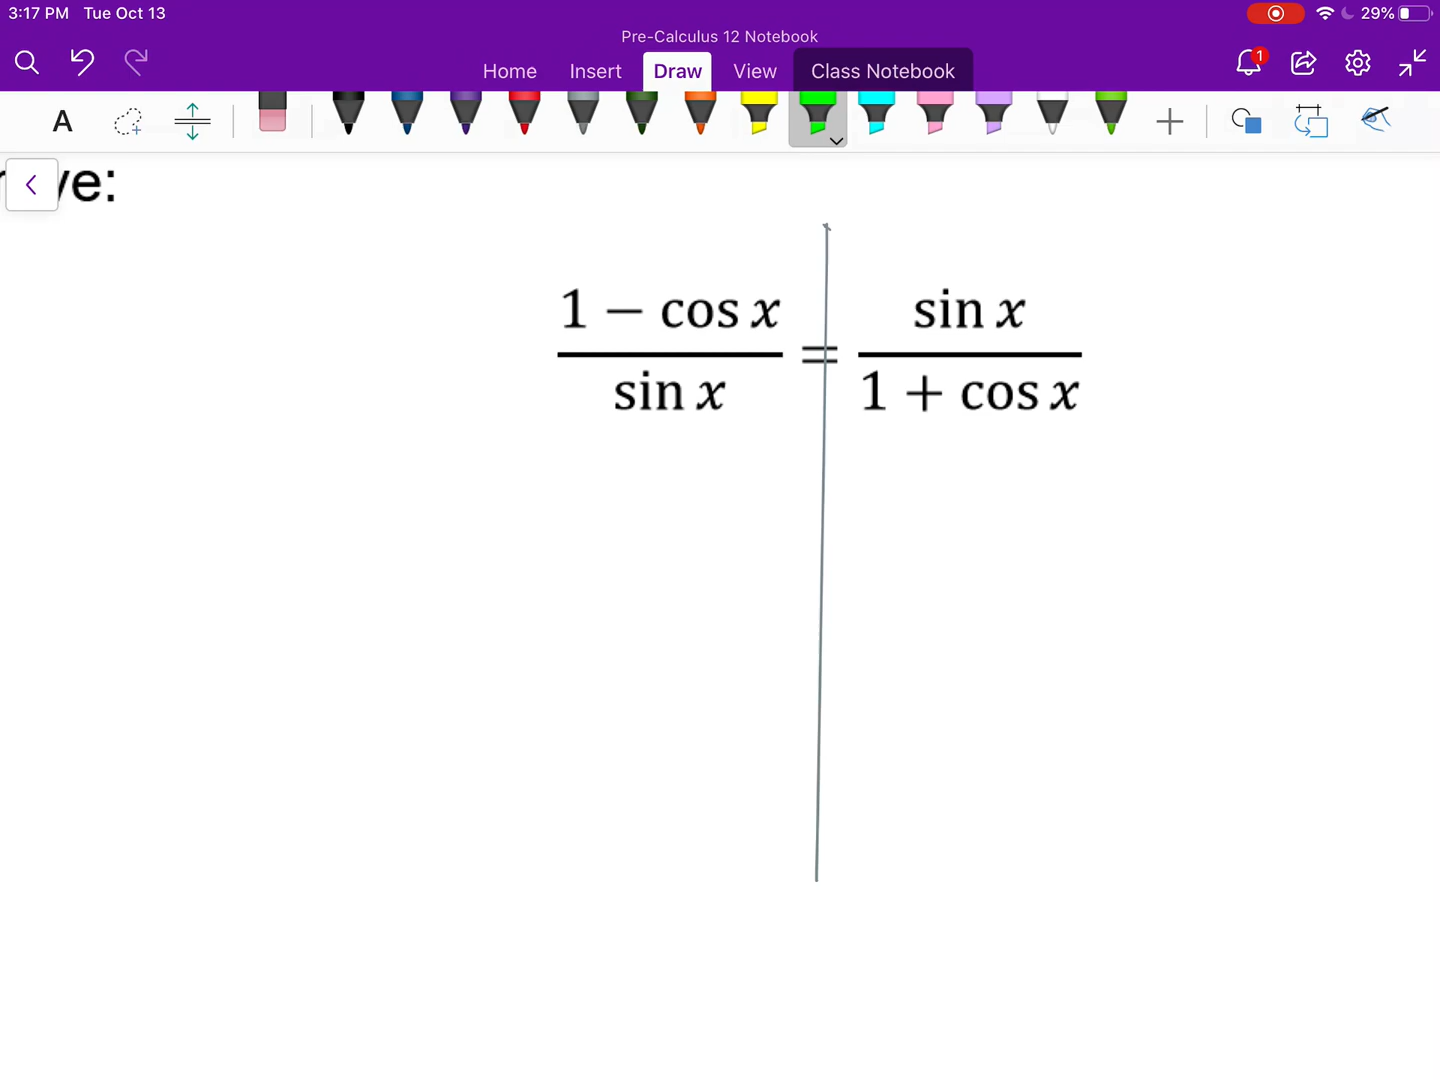 3:17 PM Tue Oct 13
29%
Pre-Calculus 12 Notebook
Home Insert Draw View Class Notebook
1
A
ve:
1 − cos x / sin x = sin x / 1 + cos x